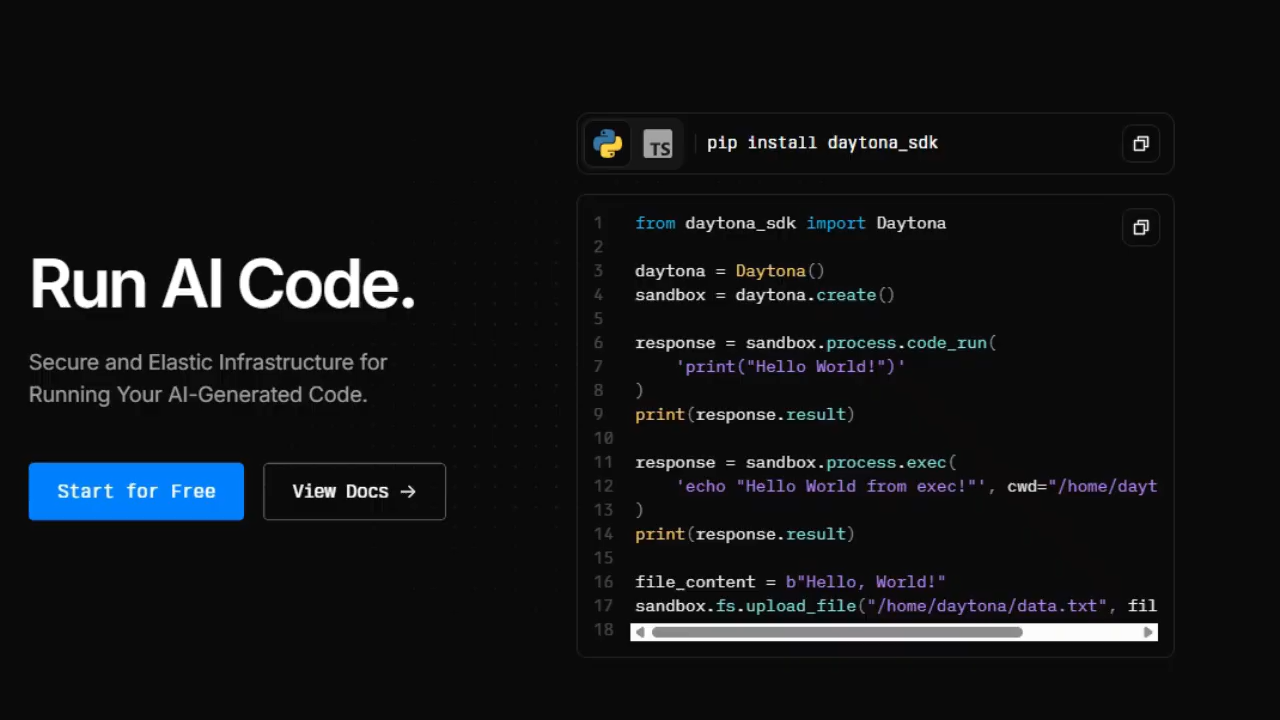 Run AI Code.
Secure and Elastic Infrastructure for
Running Your AI-Generated Code.
Start for Free
View Docs →
TS
pip install daytona_sdk
1 from daytona_sdk import Daytona
2
3 daytona = Daytona()
4 sandbox = daytona.create()
5
6 response = sandbox.process.code_run(
7     'print("Hello World!")'
8 )
9 print(response.result)
10
11 response = sandbox.process.exec(
12     'echo "Hello World from exec!"', cwd="/home/dayt
13 )
14 print(response.result)
15
16 file_content = b"Hello, World!"
17 sandbox.fs.upload_file("/home/daytona/data.txt", fil
18